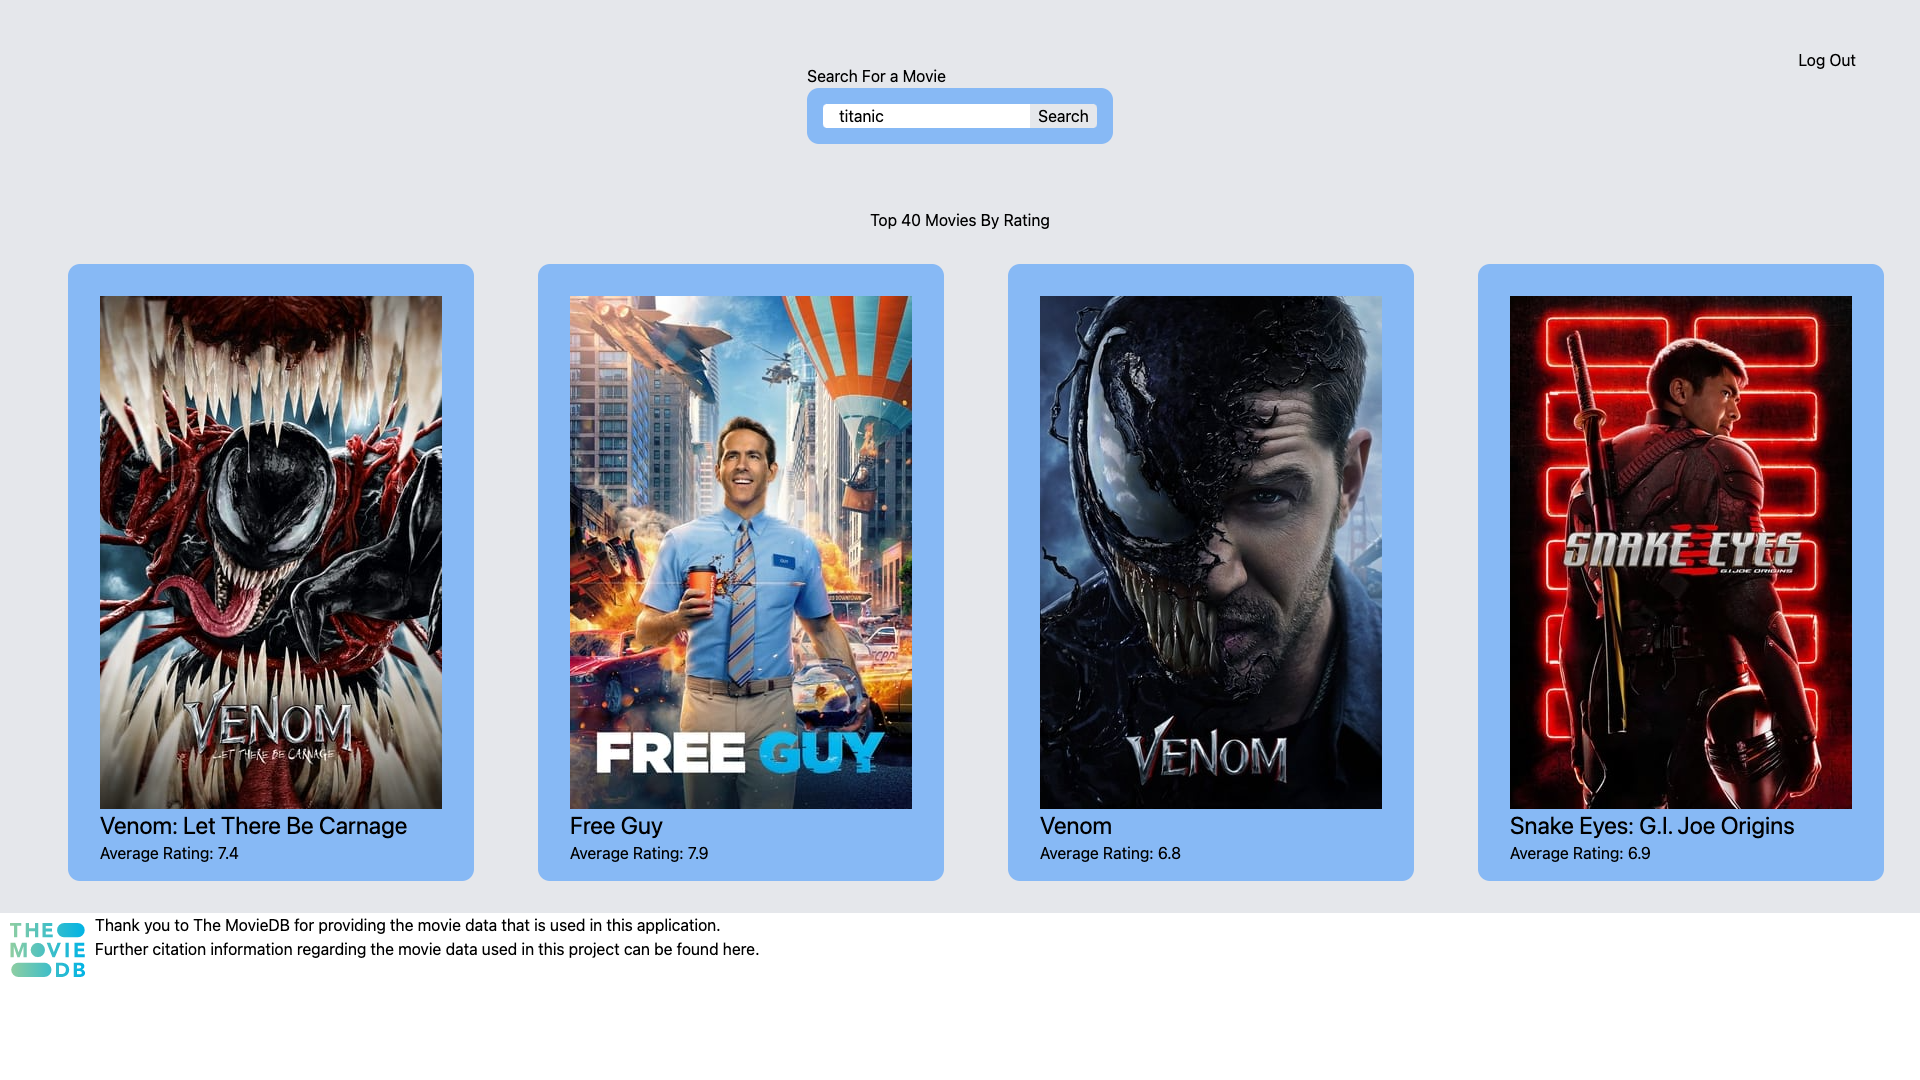 Log Out
Search For a Movie
titanic Search
Top 40 Movies By Rating
VENOM
LET THERE BE CARNAGE
Venom: Let There Be Carnage
Average Rating: 7.4
FREE GUY
Free Guy
Average Rating: 7.9
VENOM
Venom
Average Rating: 6.8
SNAKE EYES
G.I. JOE ORIGINS
Snake Eyes: G.I. Joe Origins
Average Rating: 6.9
THE
MOVIE
DB
Thank you to The MovieDB for providing the movie data that is used in this application.
Further citation information regarding the movie data used in this project can be found here.